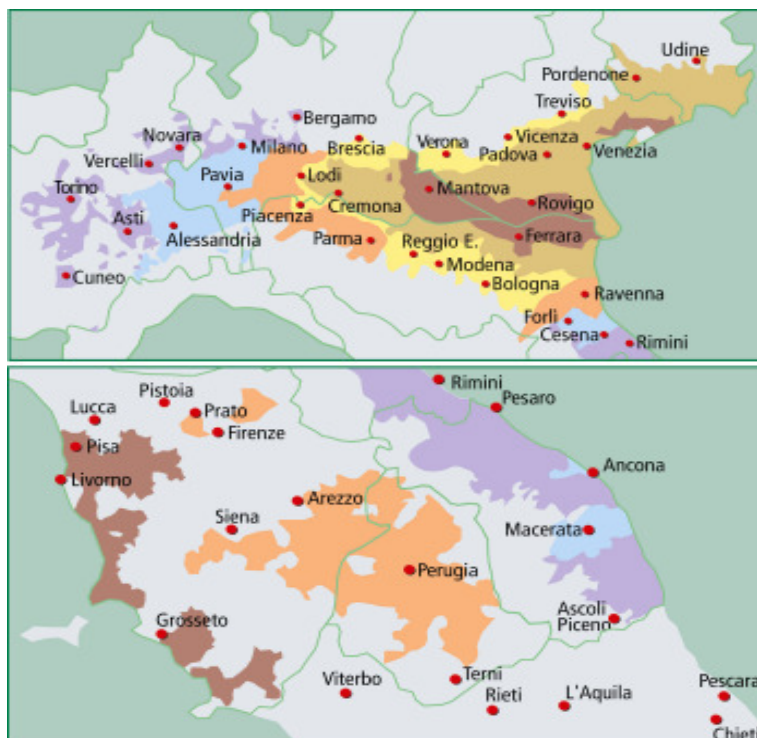 Udine
Pordenone
Treviso
Bergamo
Novara
Milano
Brescia
Verona
Vicenza
Padova
Venezia
Vercelli
Torino
Pavia
Lodi
Mantova
Cremona
Rovigo
Asti
Piacenza
Alessandria
Parma
Reggio E.
Ferrara
Modena
Cuneo
Bologna
Ravenna
Forlì
Cesena
Rimini
Pistoia
Rimini
Lucca
Prato
Pesaro
Firenze
Pisa
Livorno
Ancona
Arezzo
Siena
Macerata
Perugia
Grosseto
Ascoli
Piceno
Viterbo
Terni
Rieti
L'Aquila
Pescara
Chieti